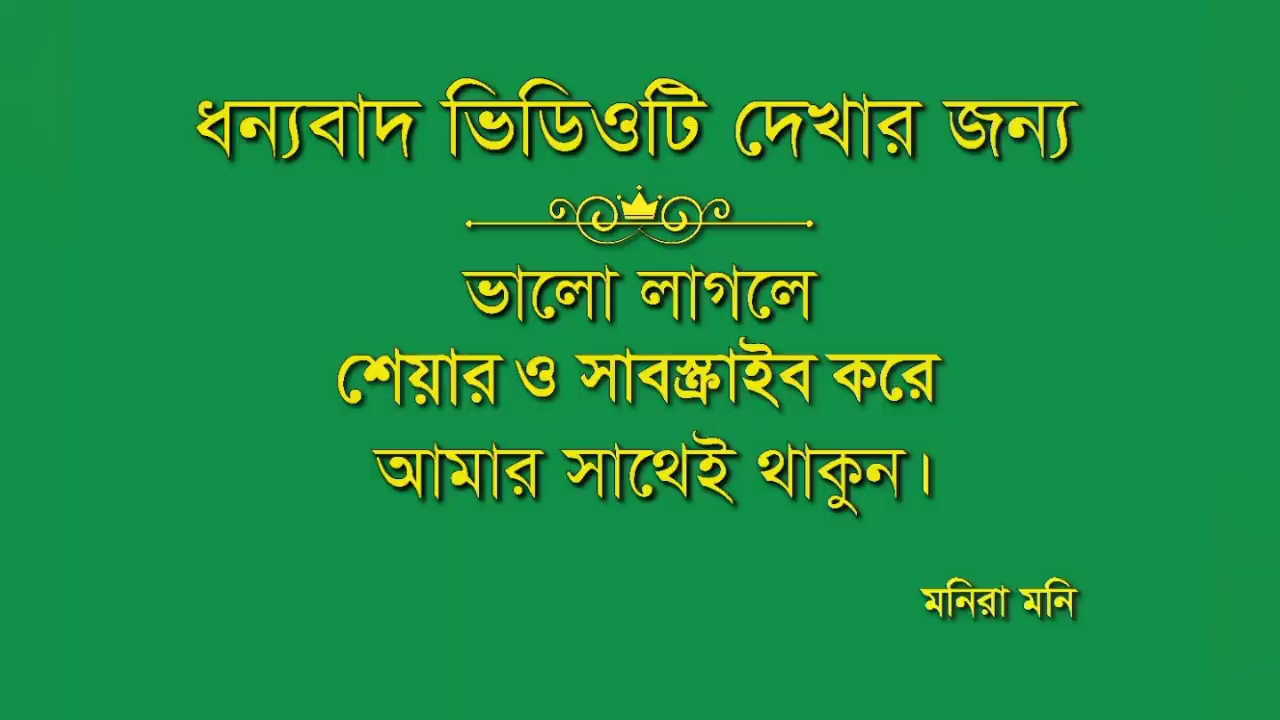 ধন্যবাদ ভিডিওটি দেখার জন্য
ভালো লাগলে
শেয়ার ও সাবস্ক্রাইব করে
আমার সাথেই থাকুন।
মনিরা মনি